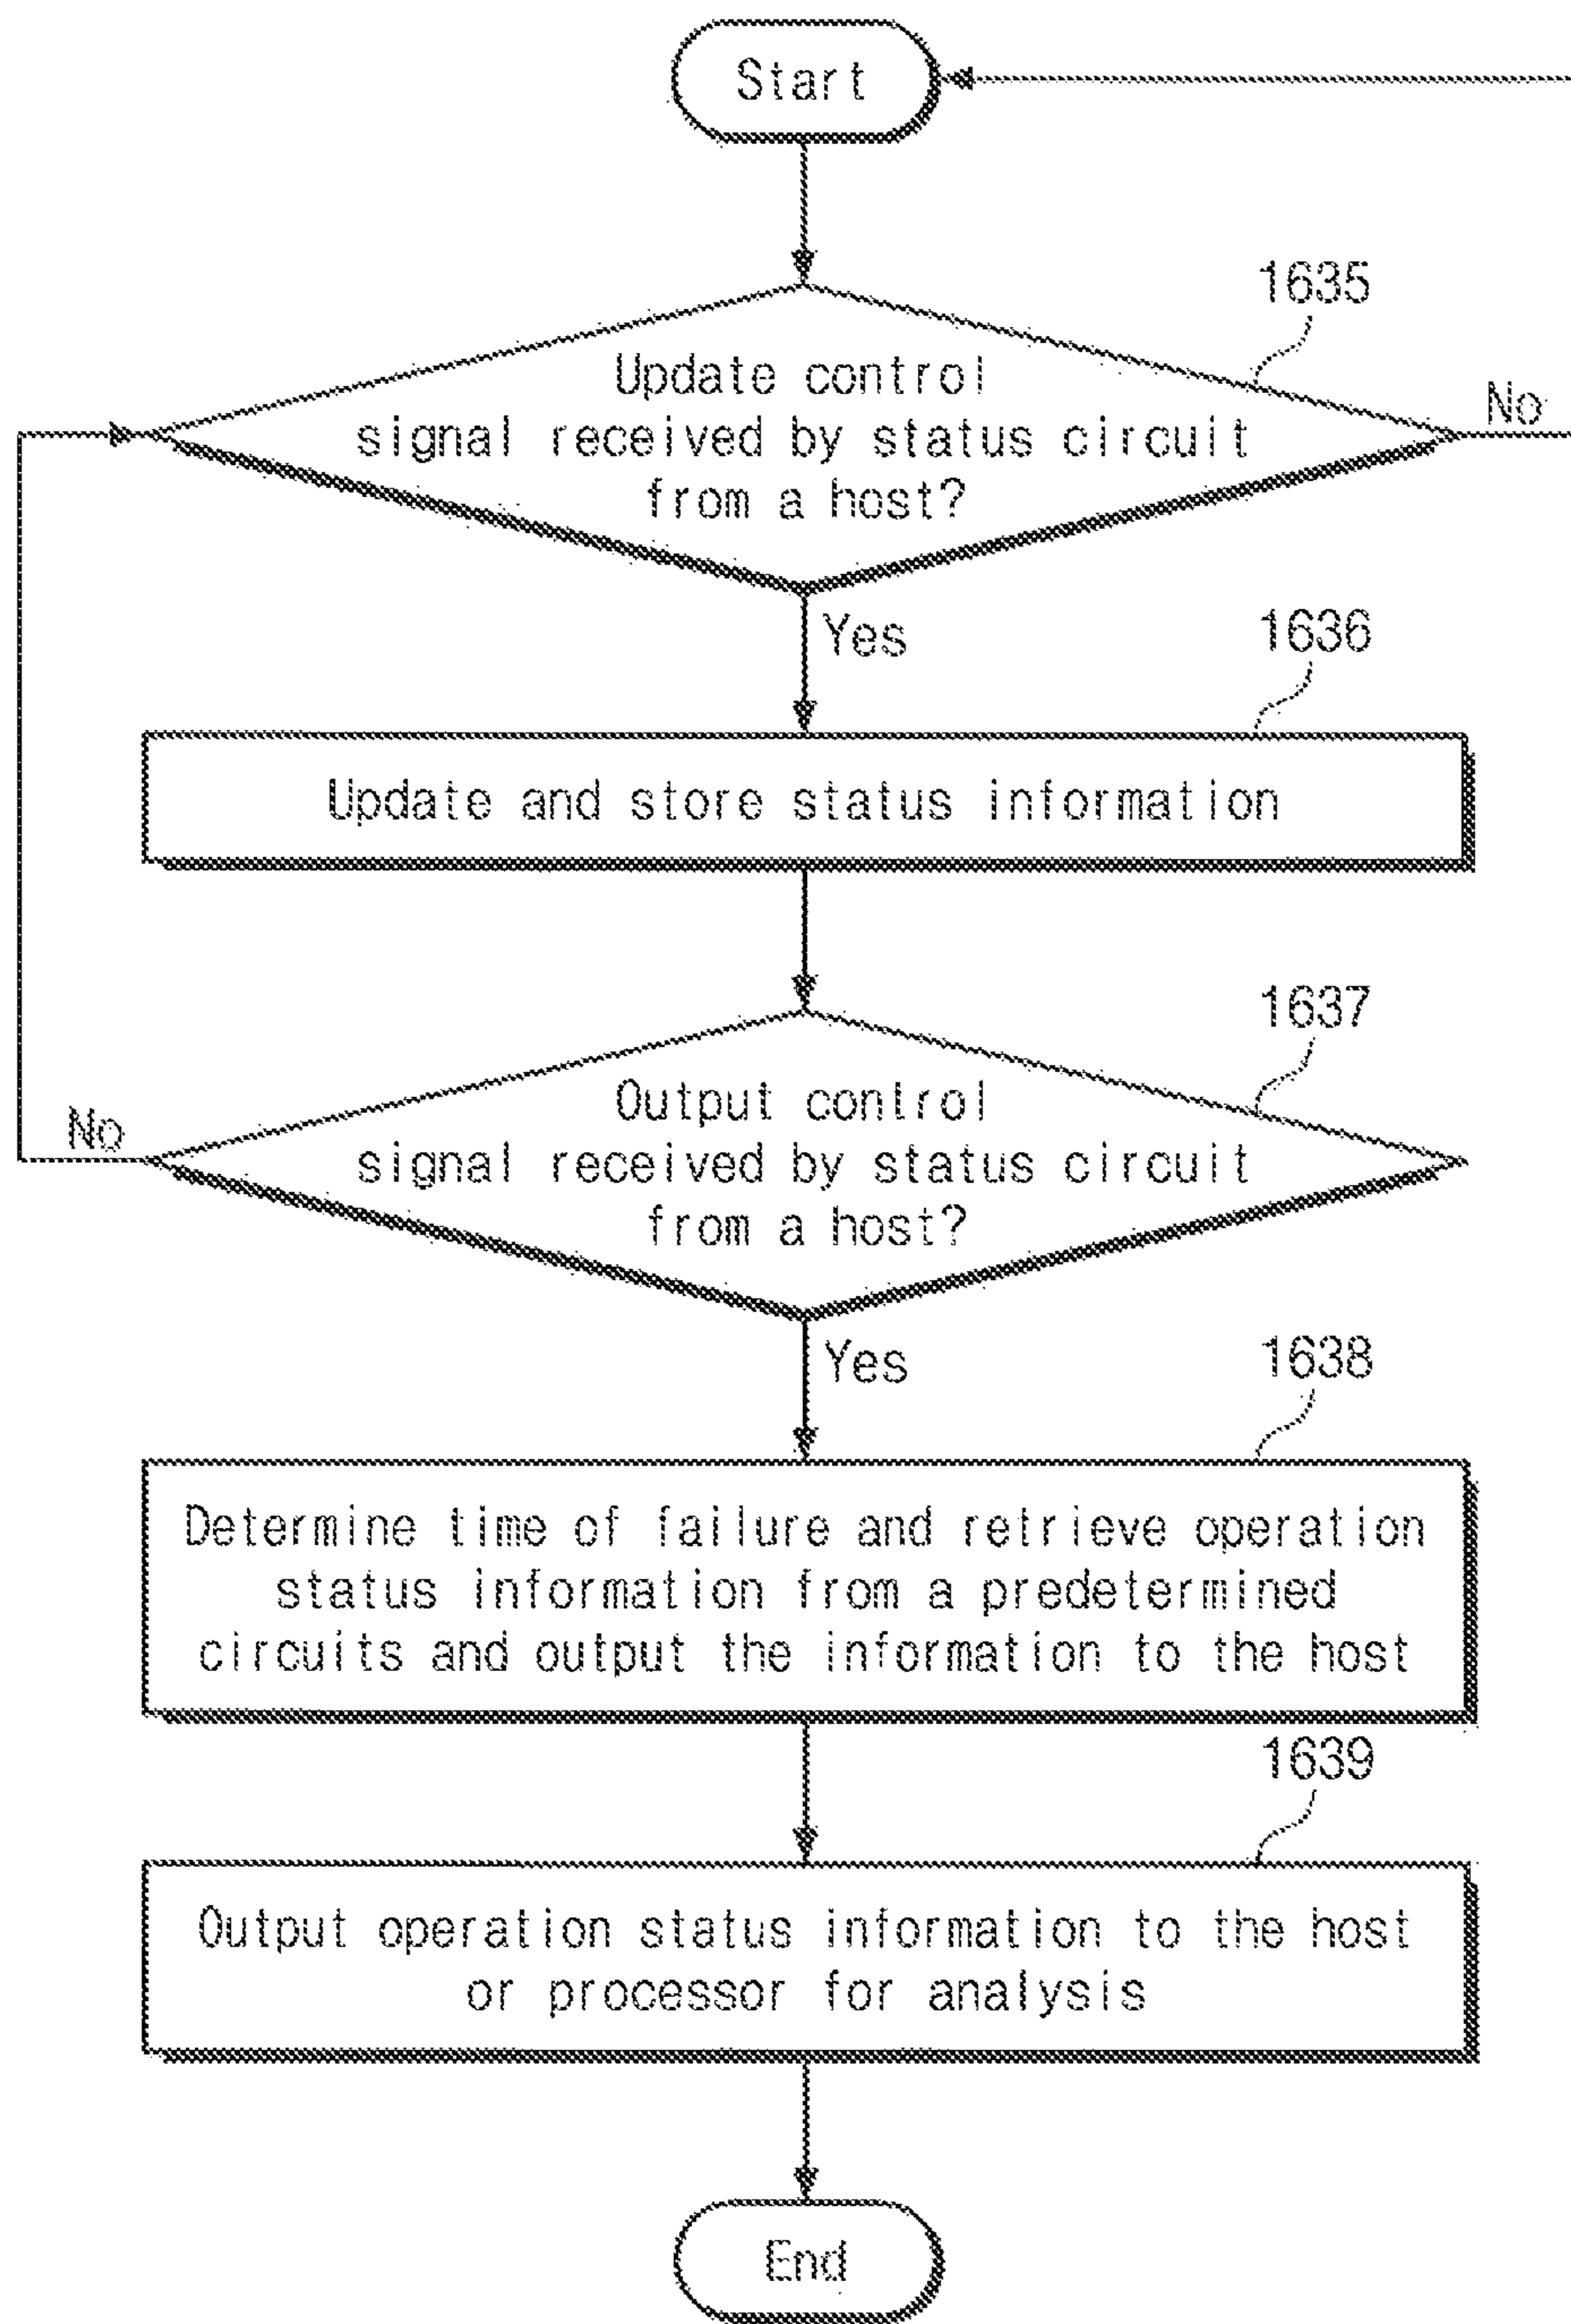 Start
1635
Update control
signal received by status circuit
from a host?
No
Yes
1636
Update and store status information
1637
Output control
signal received by status circuit
from a host?
No
Yes
1638
Determine time of failure and retrieve operation
status information from a predetermined
circuits and output the information to the host
1639
Output operation status information to the host
or processor for analysis
End